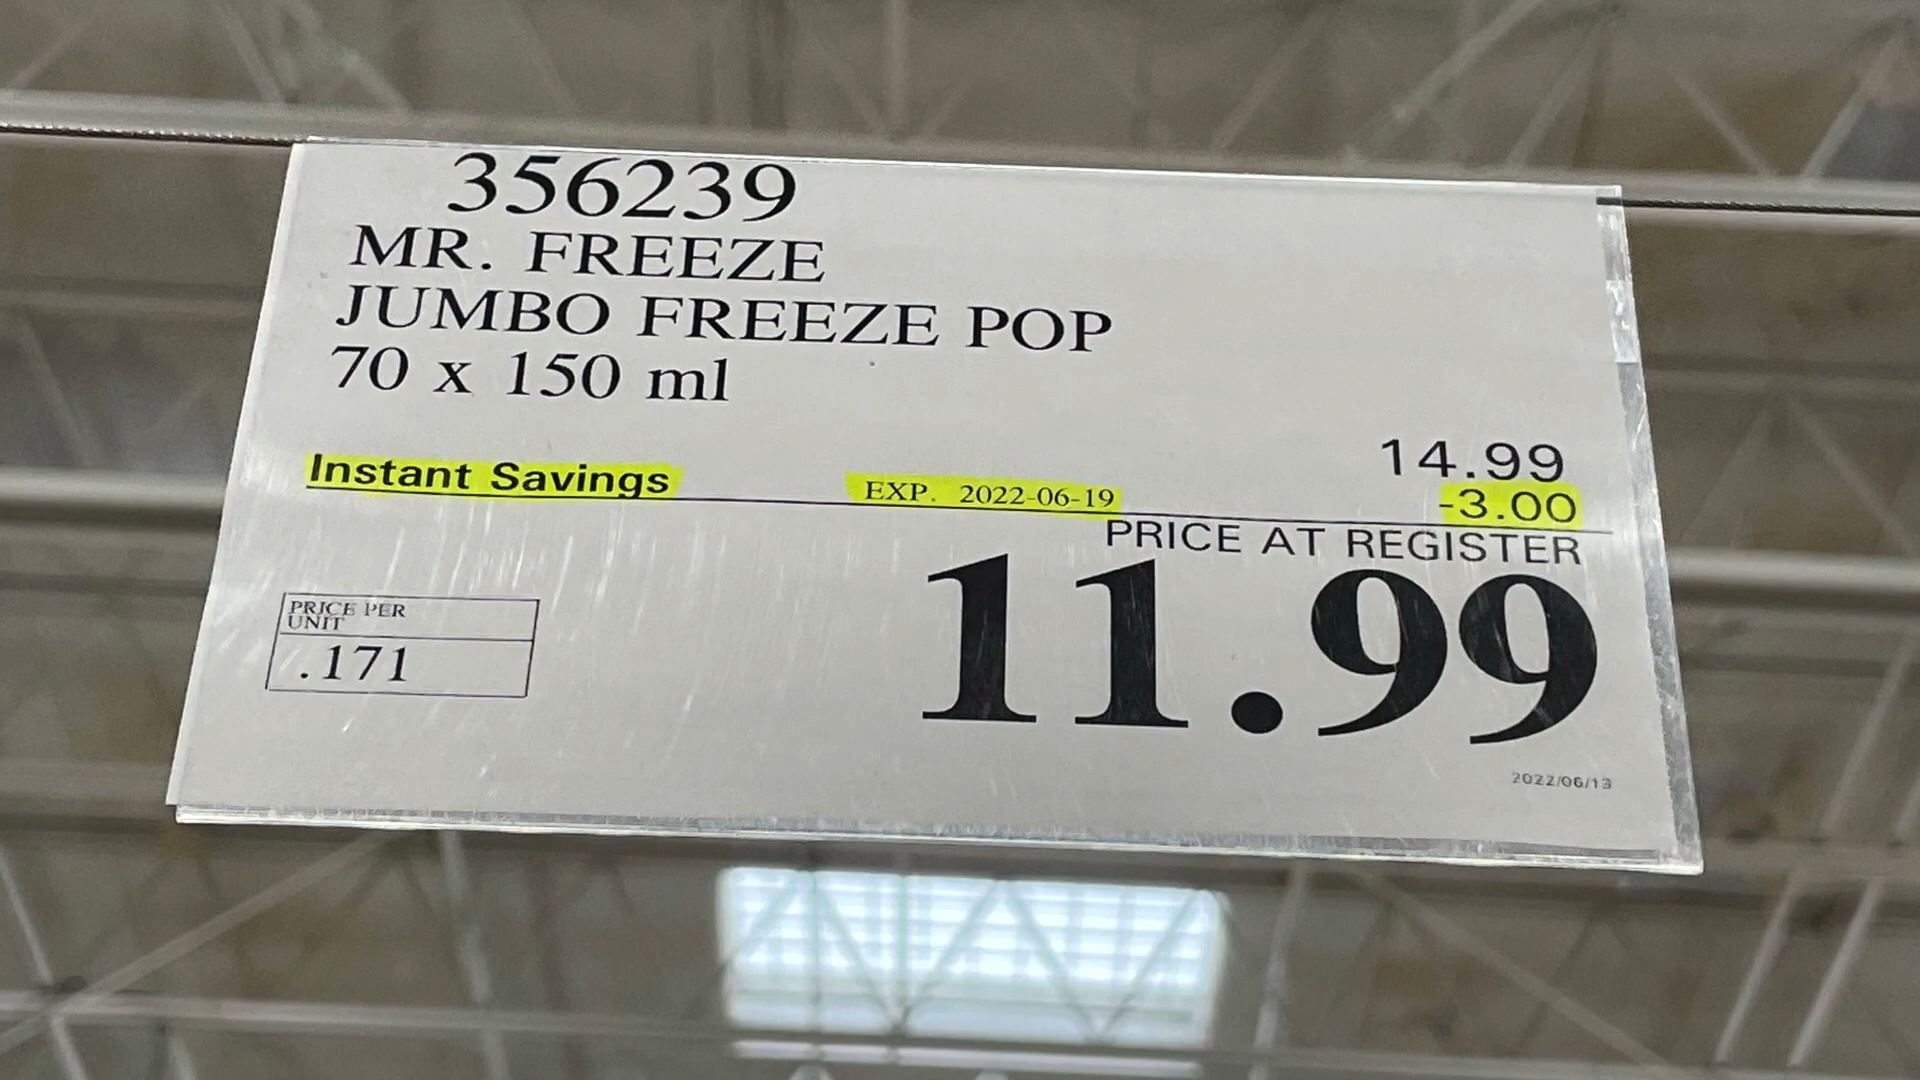 356239
MR. FREEZE
JUMBO FREEZE POP
70 x 150 ml
14.99
Instant Savings EXP. 2022-06-19 -3.00
PRICE AT REGISTER
11.99
PRICE PER
UNIT
.171
2022/06/13